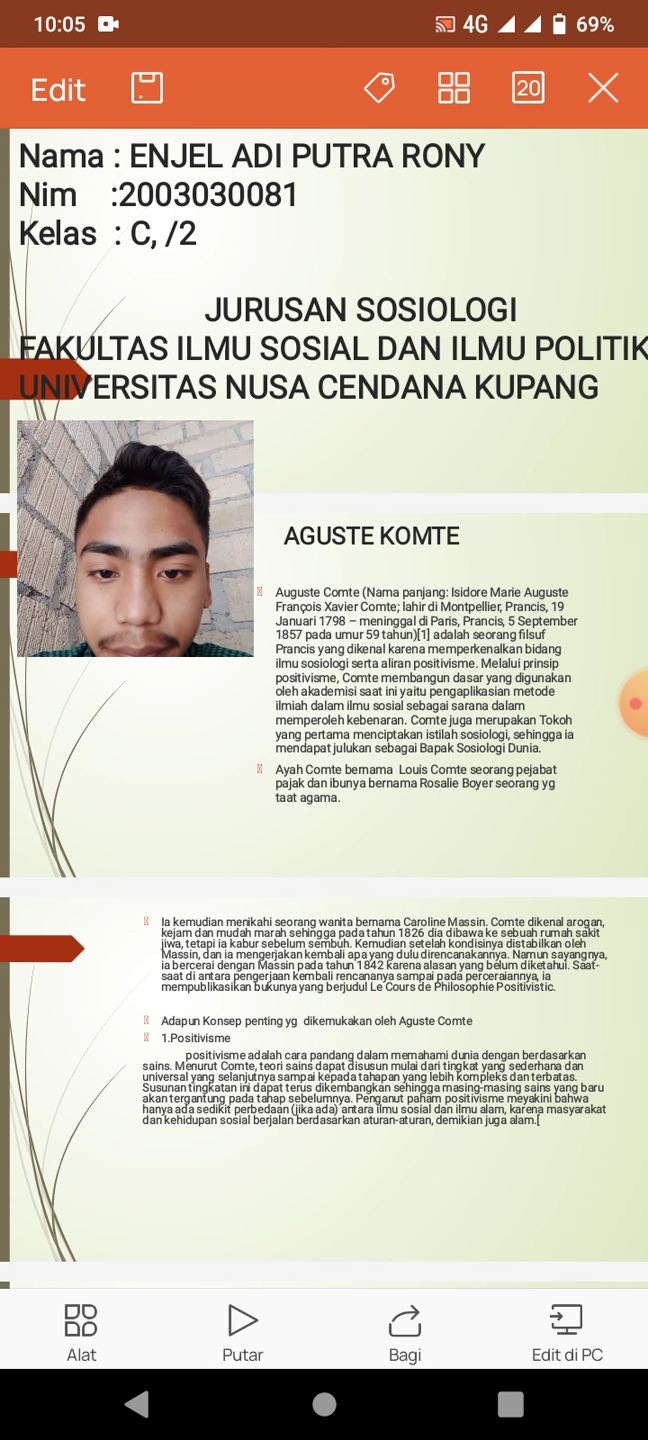 10:05
4G
69%
Edit
20
Nama : ENJEL ADI PUTRA RONY
Nim :2003030081
Kelas : C, /2
JURUSAN SOSIOLOGI
FAKULTAS ILMU SOSIAL DAN ILMU POLITIK
UNIVERSITAS NUSA CENDANA KUPANG
AGUSTE KOMTE
Auguste Comte (Nama panjang: Isidore Marie Auguste
François Xavier Comte; lahir di Montpellier, Prancis, 19
Januari 1798 – meninggal di Paris, Prancis, 5 September
1857 pada umur 59 tahun)[1] adalah seorang filsuf
Prancis yang dikenal karena memperkenalkan bidang
ilmu sosiologi serta aliran positivisme. Melalui prinsip
positivisme, Comte membangun dasar yang digunakan
oleh akademisi saat ini yaitu pengaplikasian metode
ilmiah dalam ilmu sosial sebagai sarana dalam
memperoleh kebenaran. Comte juga merupakan Tokoh
yang pertama menciptakan istilah sosiologi, sehingga ia
mendapat julukan sebagai Bapak Sosiologi Dunia.
Ayah Comte bernama Louis Comte seorang pejabat
pajak dan ibunya bernama Rosalie Boyer seorang yg
taat agama.
Ia kemudian menikahi seorang wanita bernama Caroline Massin. Comte dikenal arogan,
kejam dan mudah marah sehingga pada tahun 1826 dia dibawa ke sebuah rumah sakit
jiwa, tetapi ia kabur sebelum sembuh. Kemudian setelah kondisinya distabilkan oleh
Massin, dan ia mengerjakan kembali apa yang dulu direncanakannya. Namun sayangnya,
ia bercerai dengan Massin pada tahun 1842 karena alasan yang belum diketahui. Saat-
saat di antara pengerjaan kembali rencananya sampai pada perceraiannya, ia
mempublikasikan bukunya yang berjudul Le Cours de Philosophie Positivistic.
Adapun Konsep penting yg dikemukakan oleh Aguste Comte
1.Positivisme
positivisme adalah cara pandang dalam memahami dunia dengan berdasarkan
sains. Menurut Comte, teori sains dapat disusun mulai dari tingkat yang sederhana dan
universal yang selanjutnya sampai kepada tahapan yang lebih kompleks dan terbatas.
Susunan tingkatan ini dapat terus dikembangkan sehingga masing-masing sains yang baru
akan tergantung pada tahap sebelumnya. Penganut paham positivisme meyakini bahwa
hanya ada sedikit perbedaan (jika ada) antara ilmu sosial dan ilmu alam, karena masyarakat
dan kehidupan sosial berjalan berdasarkan aturan-aturan, demikian juga alam.[
Alat
Putar
Bagi
Edit di PC